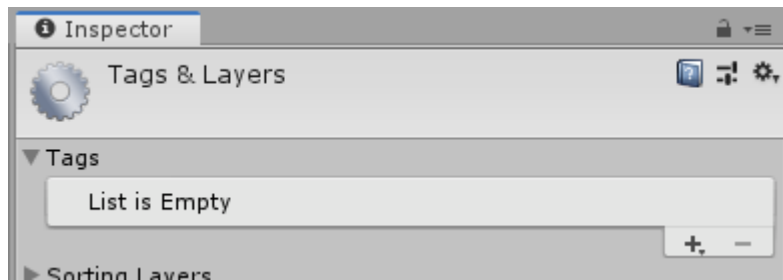 Inspector
Tags & Layers
Tags
List is Empty
Sorting Layers